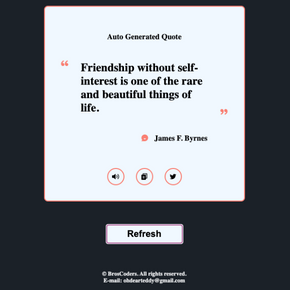 Auto Generated Quote
“
Friendship without self-
interest is one of the rare
and beautiful things of
life.
”
James F. Byrnes
Refresh
© BrosCoders. All rights reserved.
E-mail: ohdearteddy@gmail.com